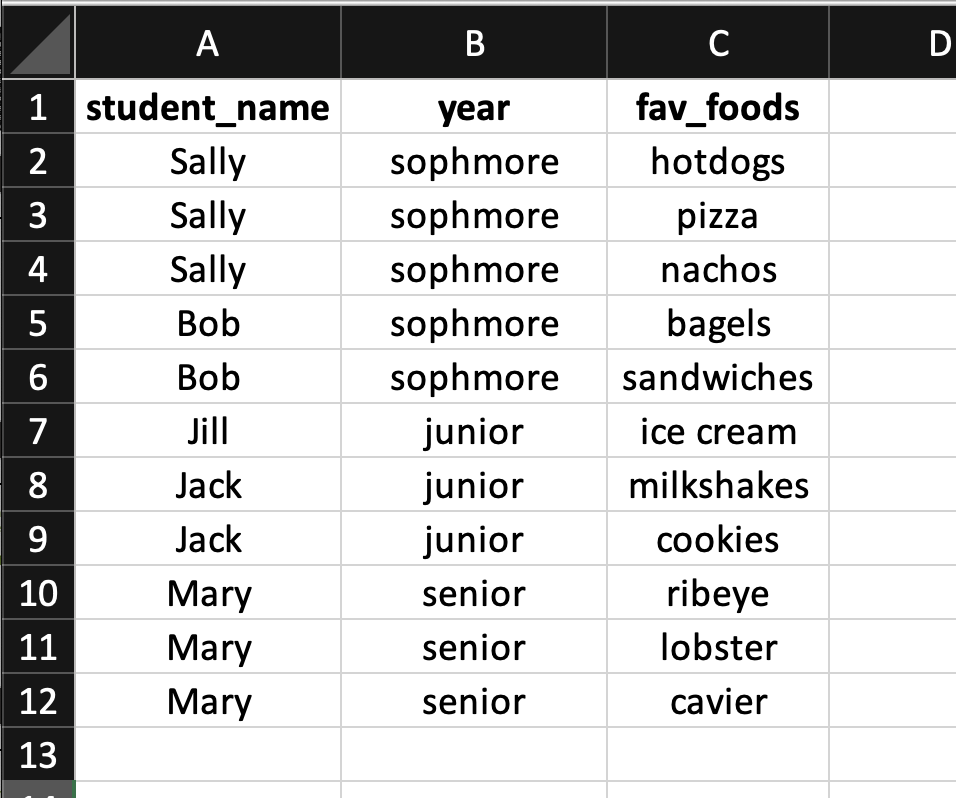 A B C D
1 student_name year fav_foods
2 Sally sophmore hotdogs
3 Sally sophmore pizza
4 Sally sophmore nachos
5 Bob sophmore bagels
6 Bob sophmore sandwiches
7 Jill junior ice cream
8 Jack junior milkshakes
9 Jack junior cookies
10 Mary senior ribeye
11 Mary senior lobster
12 Mary senior cavier
13